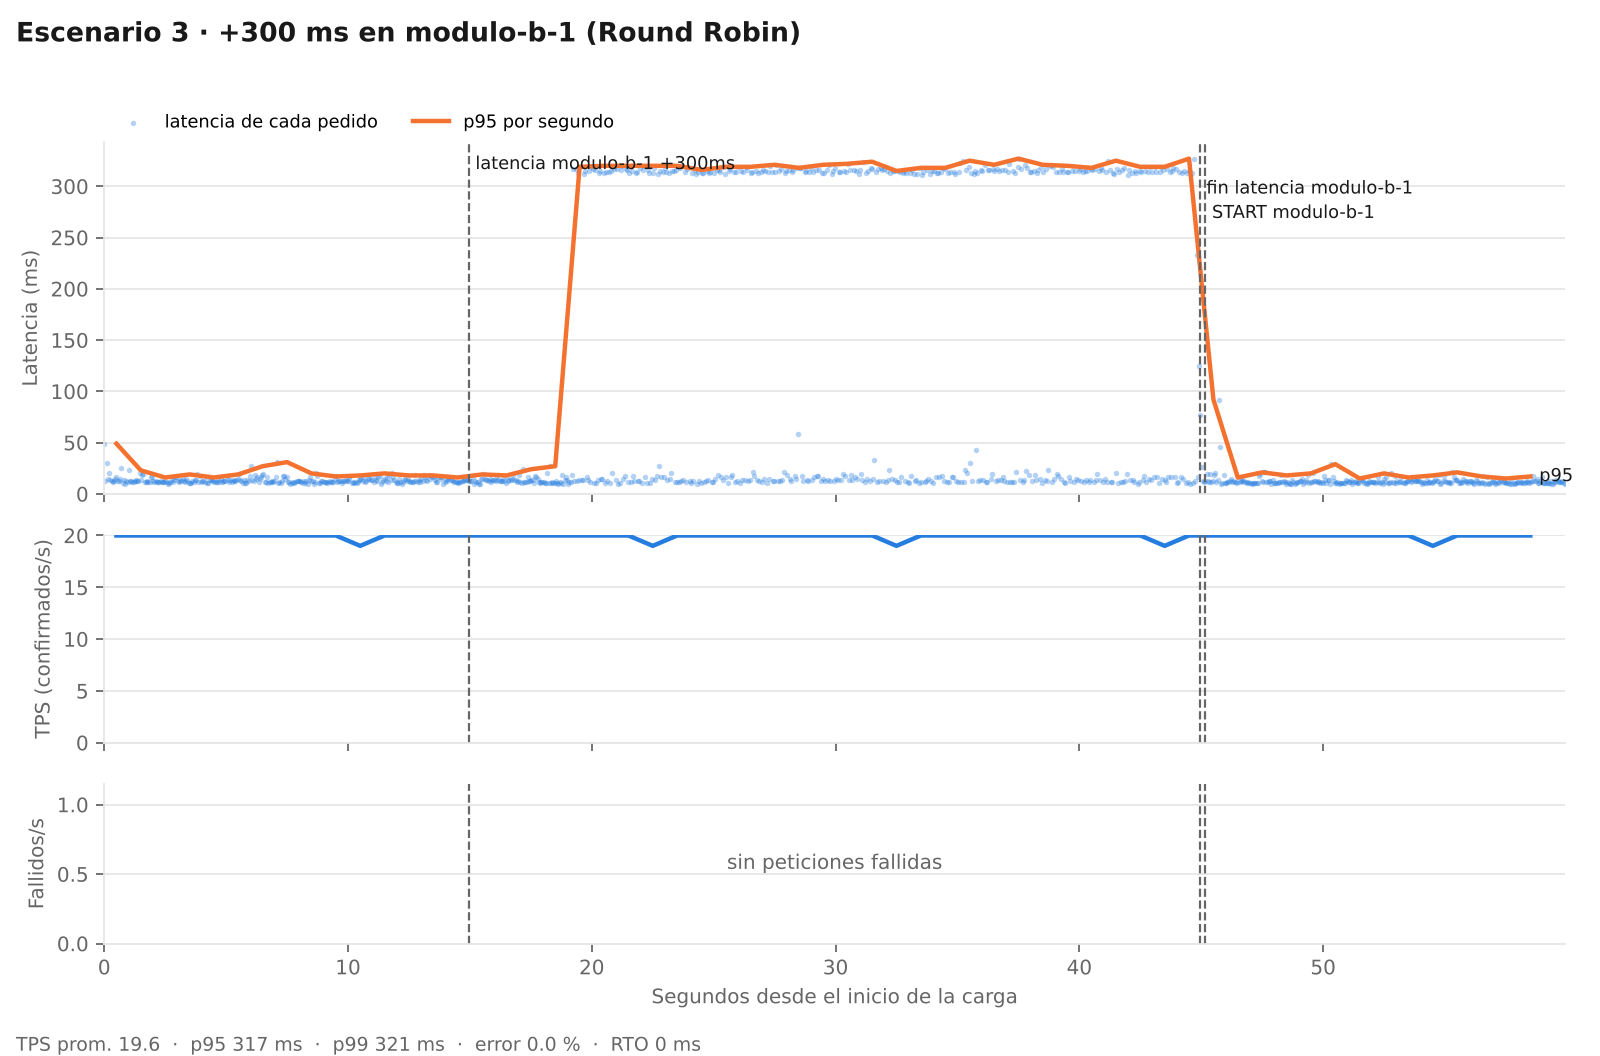 Escenario 3 · +300 ms en modulo-b-1 (Round Robin)
latencia de cada pedido
p95 por segundo
latencia modulo-b-1 +300ms
fin latencia modulo-b-1
START modulo-b-1
Latencia (ms)
300
250
200
150
100
50
0
p95
TPS (confirmados/s)
20
15
10
5
0
Fallidos/s
1.0
0.5
0.0
sin peticiones fallidas
0 10 20 30 40 50
Segundos desde el inicio de la carga
TPS prom. 19.6 · p95 317 ms · p99 321 ms · error 0.0 % · RTO 0 ms